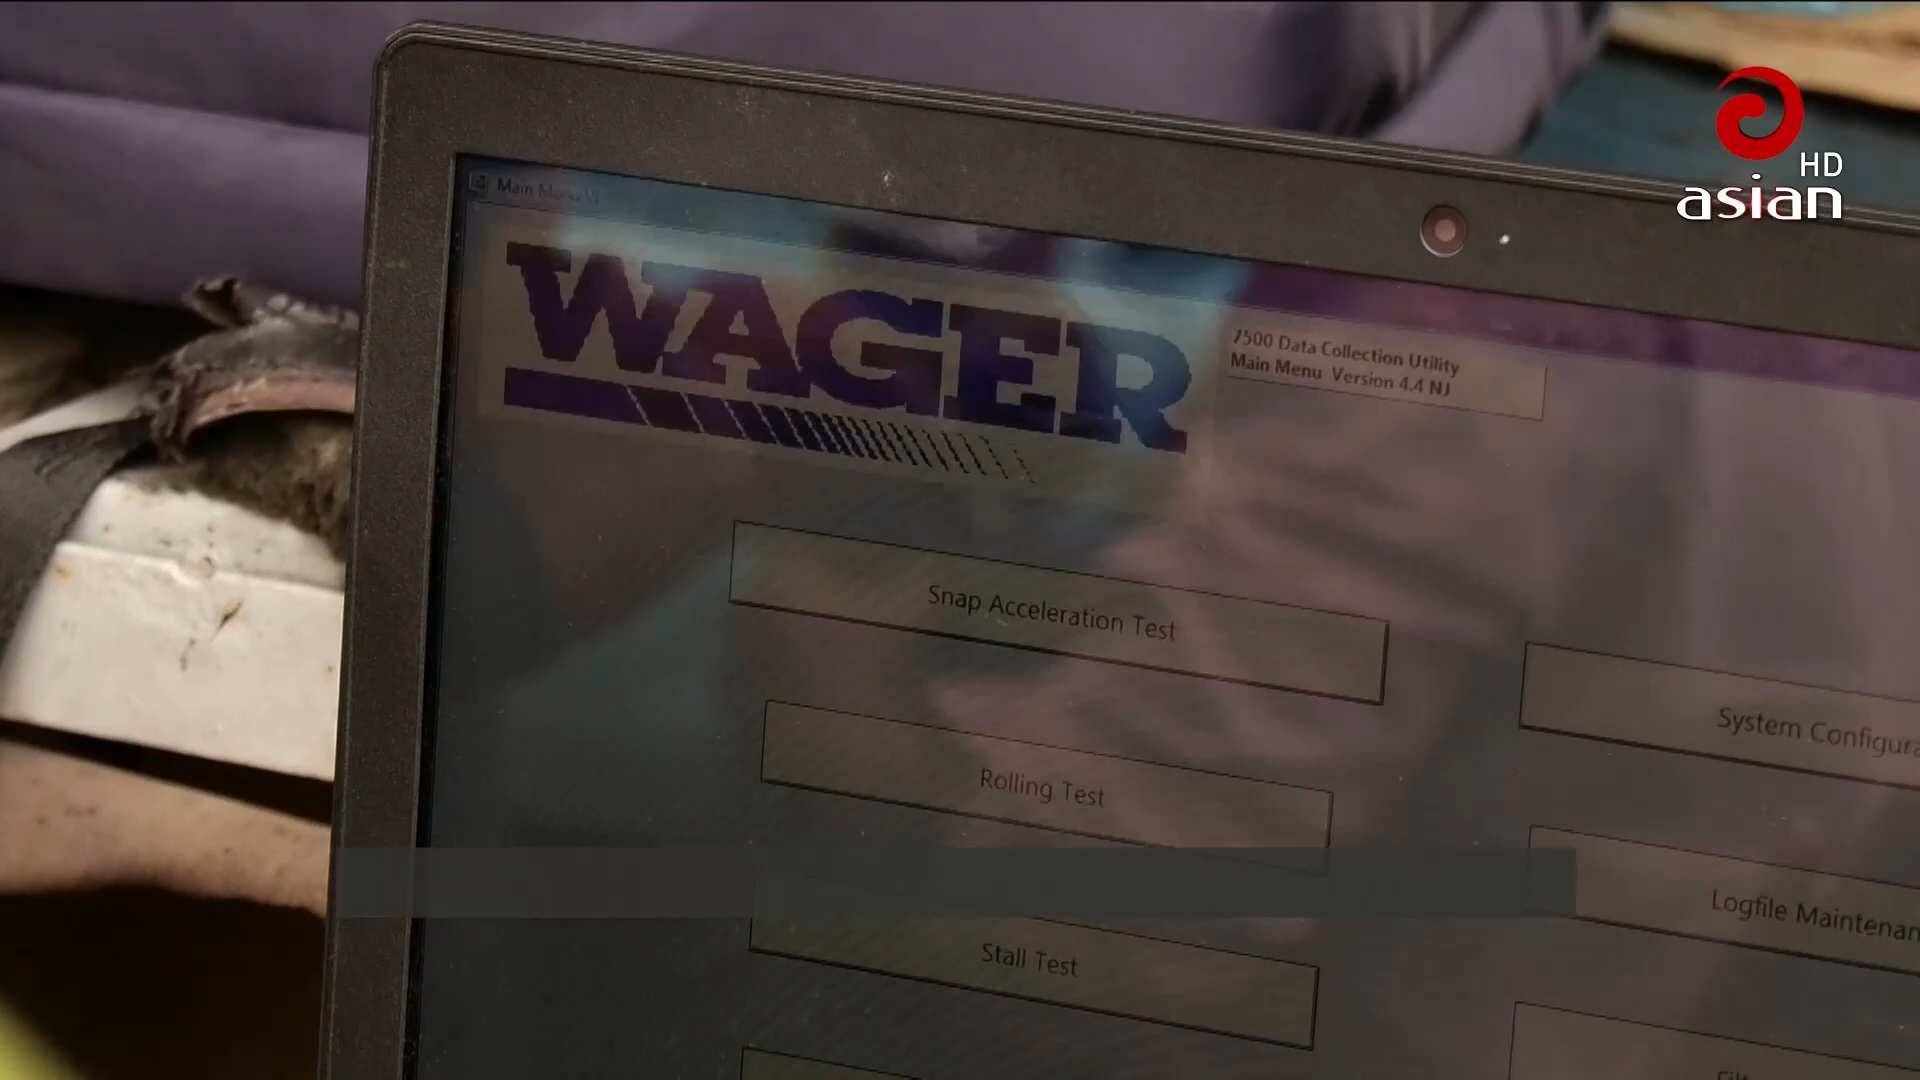 HD
asian
Main Menu.VI
WAGER
7500 Data Collection Utility
Main Menu Version 4.4 NJ
Snap Acceleration Test
Rolling Test
Stall Test
System Configura
Logfile Maintenan